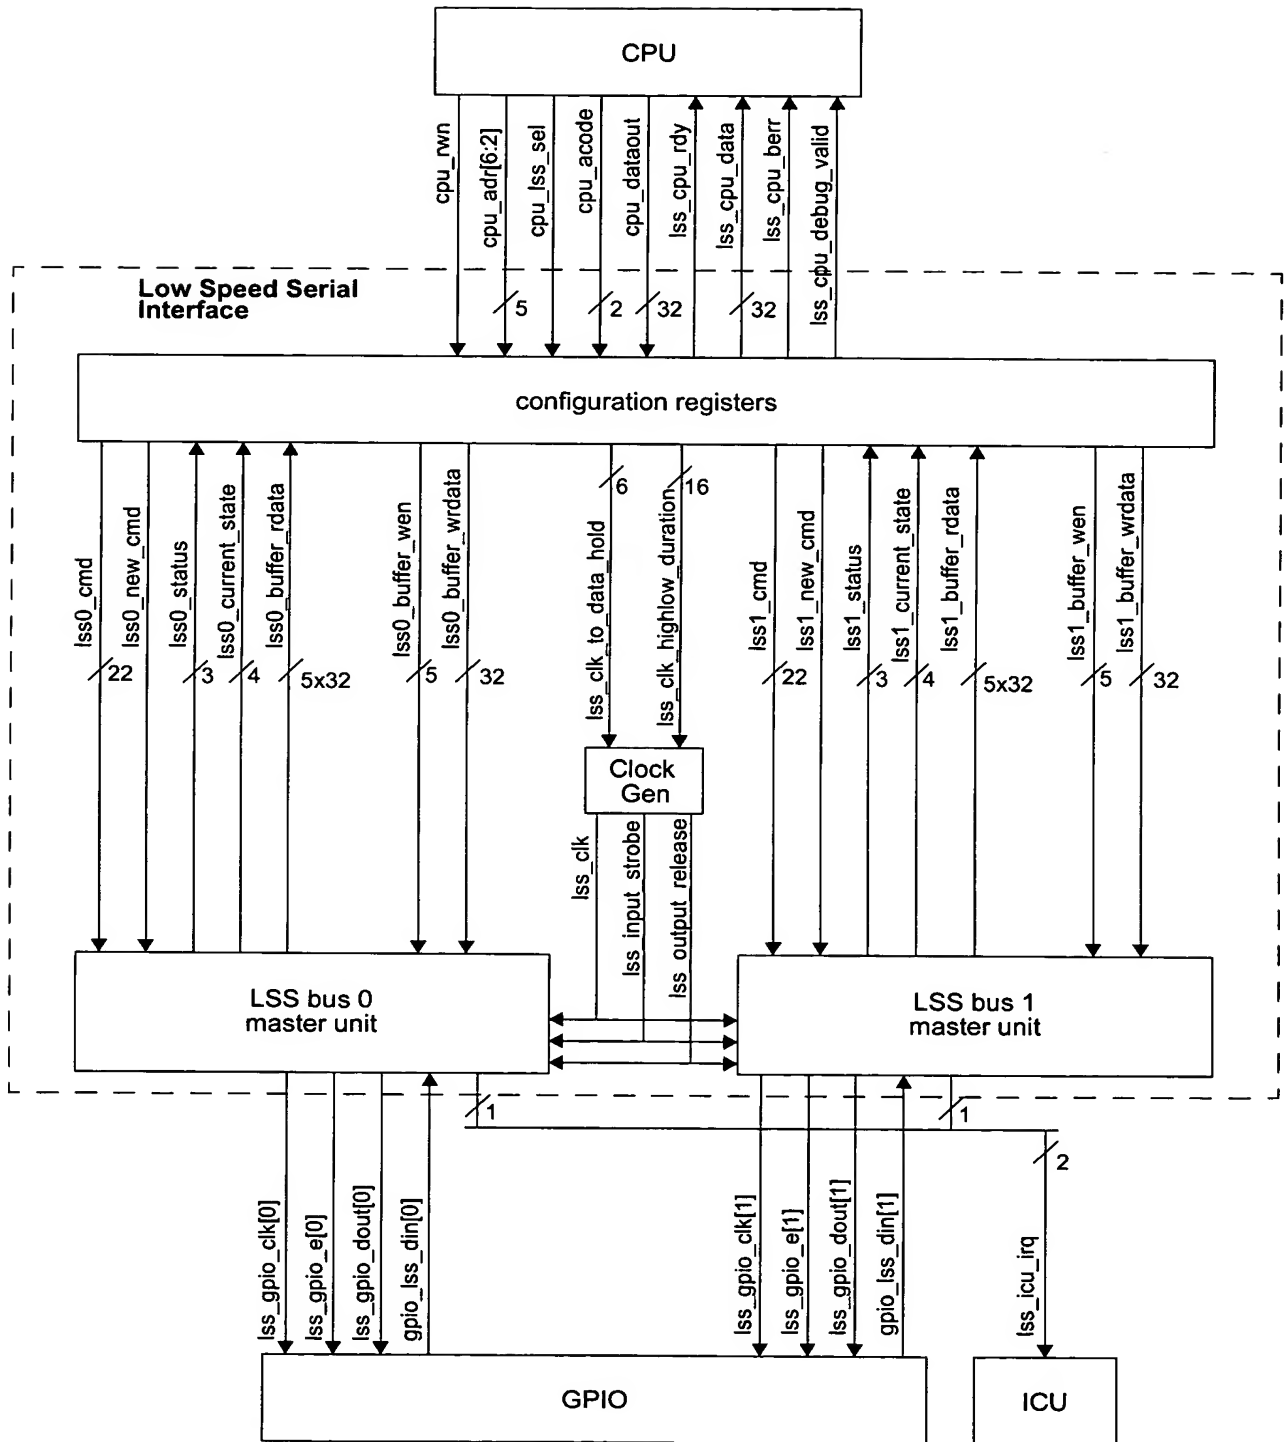 CPU
cpu_rwn
cpu_adr[6:2]
cpu_lss_sel
cpu_acode
cpu_dataout
lss_cpu_rdy
lss_cpu_data
lss_cpu_berr
lss_cpu_debug_valid
Low Speed Serial
Interface
5
2
32
32
configuration registers
lss0_cmd
lss0_new_cmd
lss0_status
lss0_current_state
lss0_buffer_rdata
lss0_buffer_wen
lss0_buffer_wrdata
lss_clk_to_data_hold
lss_clk_highlow_duration
lss1_cmd
lss1_new_cmd
lss1_status
lss1_current_state
lss1_buffer_rdata
lss1_buffer_wen
lss1_buffer_wrdata
6
16
22
3
4
5x32
5
32
22
3
4
5x32
5
32
Clock
Gen
lss_clk
lss_input_strobe
lss_output_release
LSS bus 0
master unit
LSS bus 1
master unit
1
1
2
lss_gpio_clk[0]
lss_gpio_e[0]
lss_gpio_dout[0]
gpio_lss_din[0]
lss_gpio_clk[1]
lss_gpio_e[1]
lss_gpio_dout[1]
gpio_lss_din[1]
lss_icu_irq
GPIO
ICU